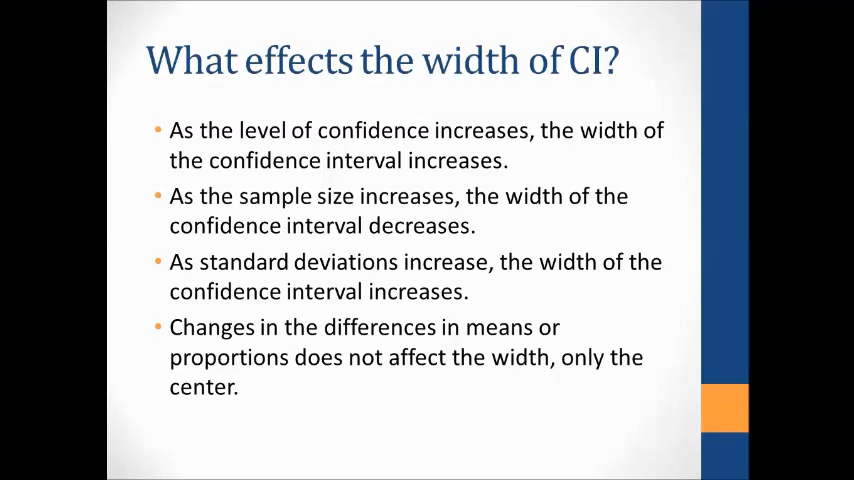 What effects the width of CI?
• As the level of confidence increases, the width of
the confidence interval increases.
• As the sample size increases, the width of the
confidence interval decreases.
• As standard deviations increase, the width of the
confidence interval increases.
• Changes in the differences in means or
proportions does not affect the width, only the
center.